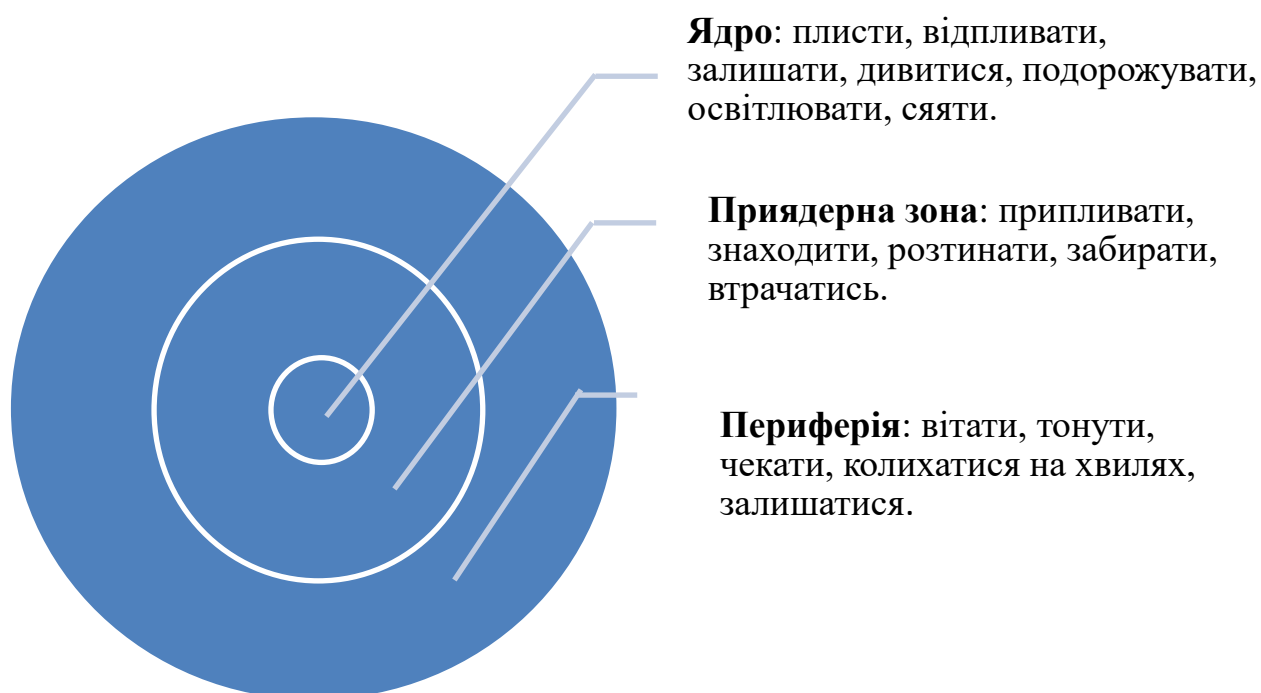 Ядро: плисти, відпливати,
залишати, дивитися, подорожувати,
освітлювати, сяяти.
Приядерна зона: припливати,
знаходити, розтинати, забирати,
втрачатись.
Периферія: вітати, тонути,
чекати, колихатися на хвилях,
залишатися.